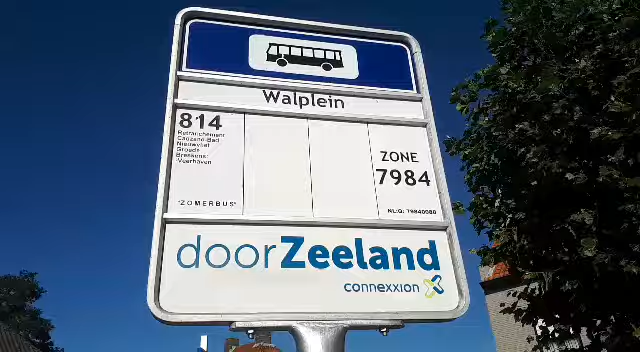 Walplein
814
Retranchement
Cadzand-Bad
Nieuwvliet
Groede
Breskens:
Veerhaven
"ZOMERBUS"
ZONE
7984
NL:Q: 79840080
doorZeeland
connexxion